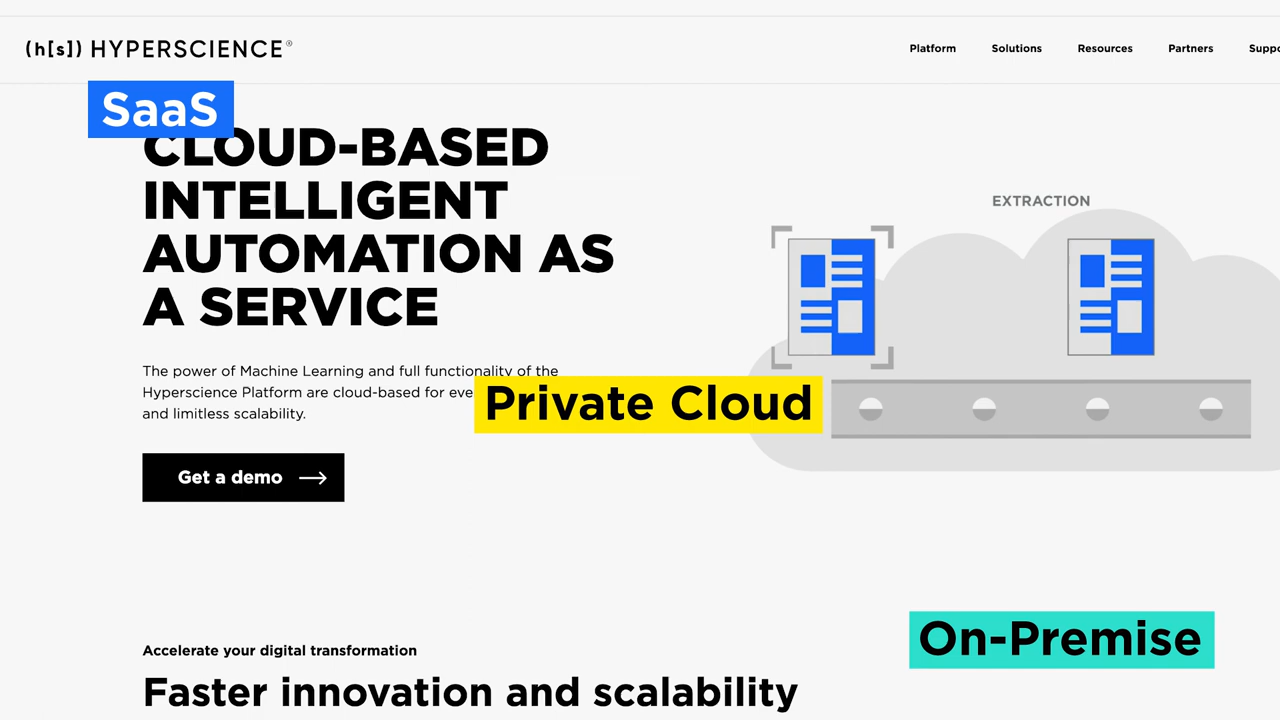 (h[s]) HYPERSCIENCE®
Platform Solutions Resources Partners
SaaS
CLOUD-BASED
INTELLIGENT
AUTOMATION AS
A SERVICE
EXTRACTION
The power of Machine Learning and full functionality of the
Hyperscience Platform are cloud-based for
and limitless scalability.
Private Cloud
Get a demo
On-Premise
Accelerate your digital transformation
Faster innovation and scalability